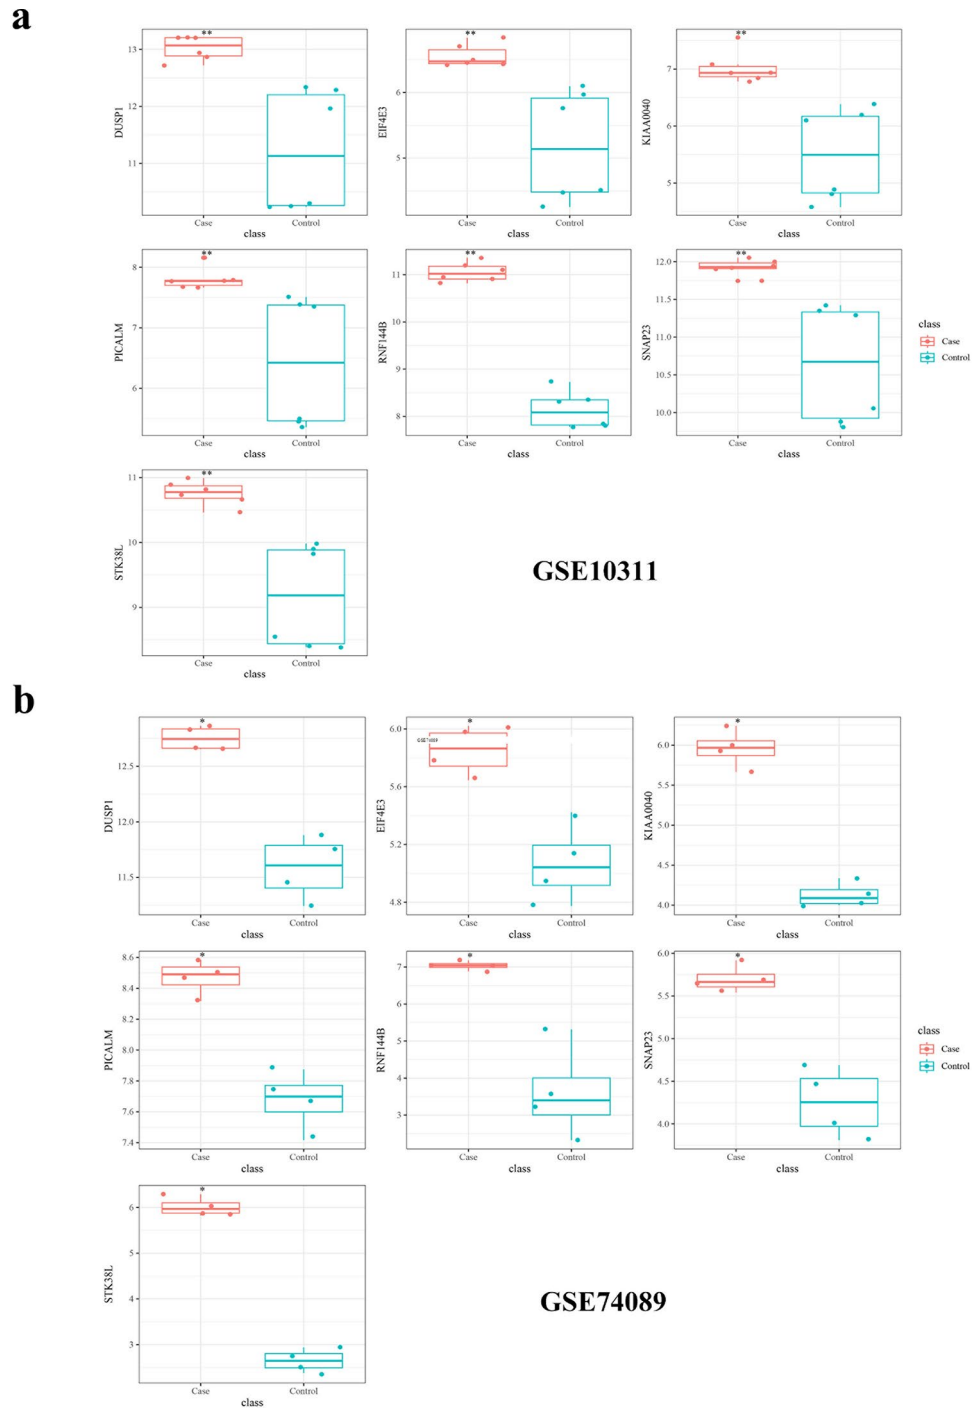 a
**
13
12
11
DUSP1
Case
Control
class
**
6
5
EIF4E3
Case
Control
class
**
7
6
5
KIAA0040
Case
Control
class
**
8
7
6
PICALM
Case
Control
class
**
11
10
9
8
RNF144B
Case
Control
class
**
12.0
11.5
11.0
10.5
10.0
SNAP23
Case
Control
class
class
Case
Control
**
11
10
9
STK38L
Case
Control
class
GSE10311
b
*
12.5
12.0
11.5
DUSP1
Case
Control
class
*
6.0
GSE74089
5.6
5.2
4.8
EIF4E3
Case
Control
class
*
6.0
5.5
5.0
4.5
4.0
KIAA0040
Case
Control
class
*
8.6
8.4
8.2
8.0
7.8
7.6
7.4
PICALM
Case
Control
class
*
7
6
5
4
3
RNF144B
Case
Control
class
*
6.0
5.5
5.0
4.5
4.0
SNAP23
Case
Control
class
class
Case
Control
*
6
5
4
3
STK38L
Case
Control
class
GSE74089